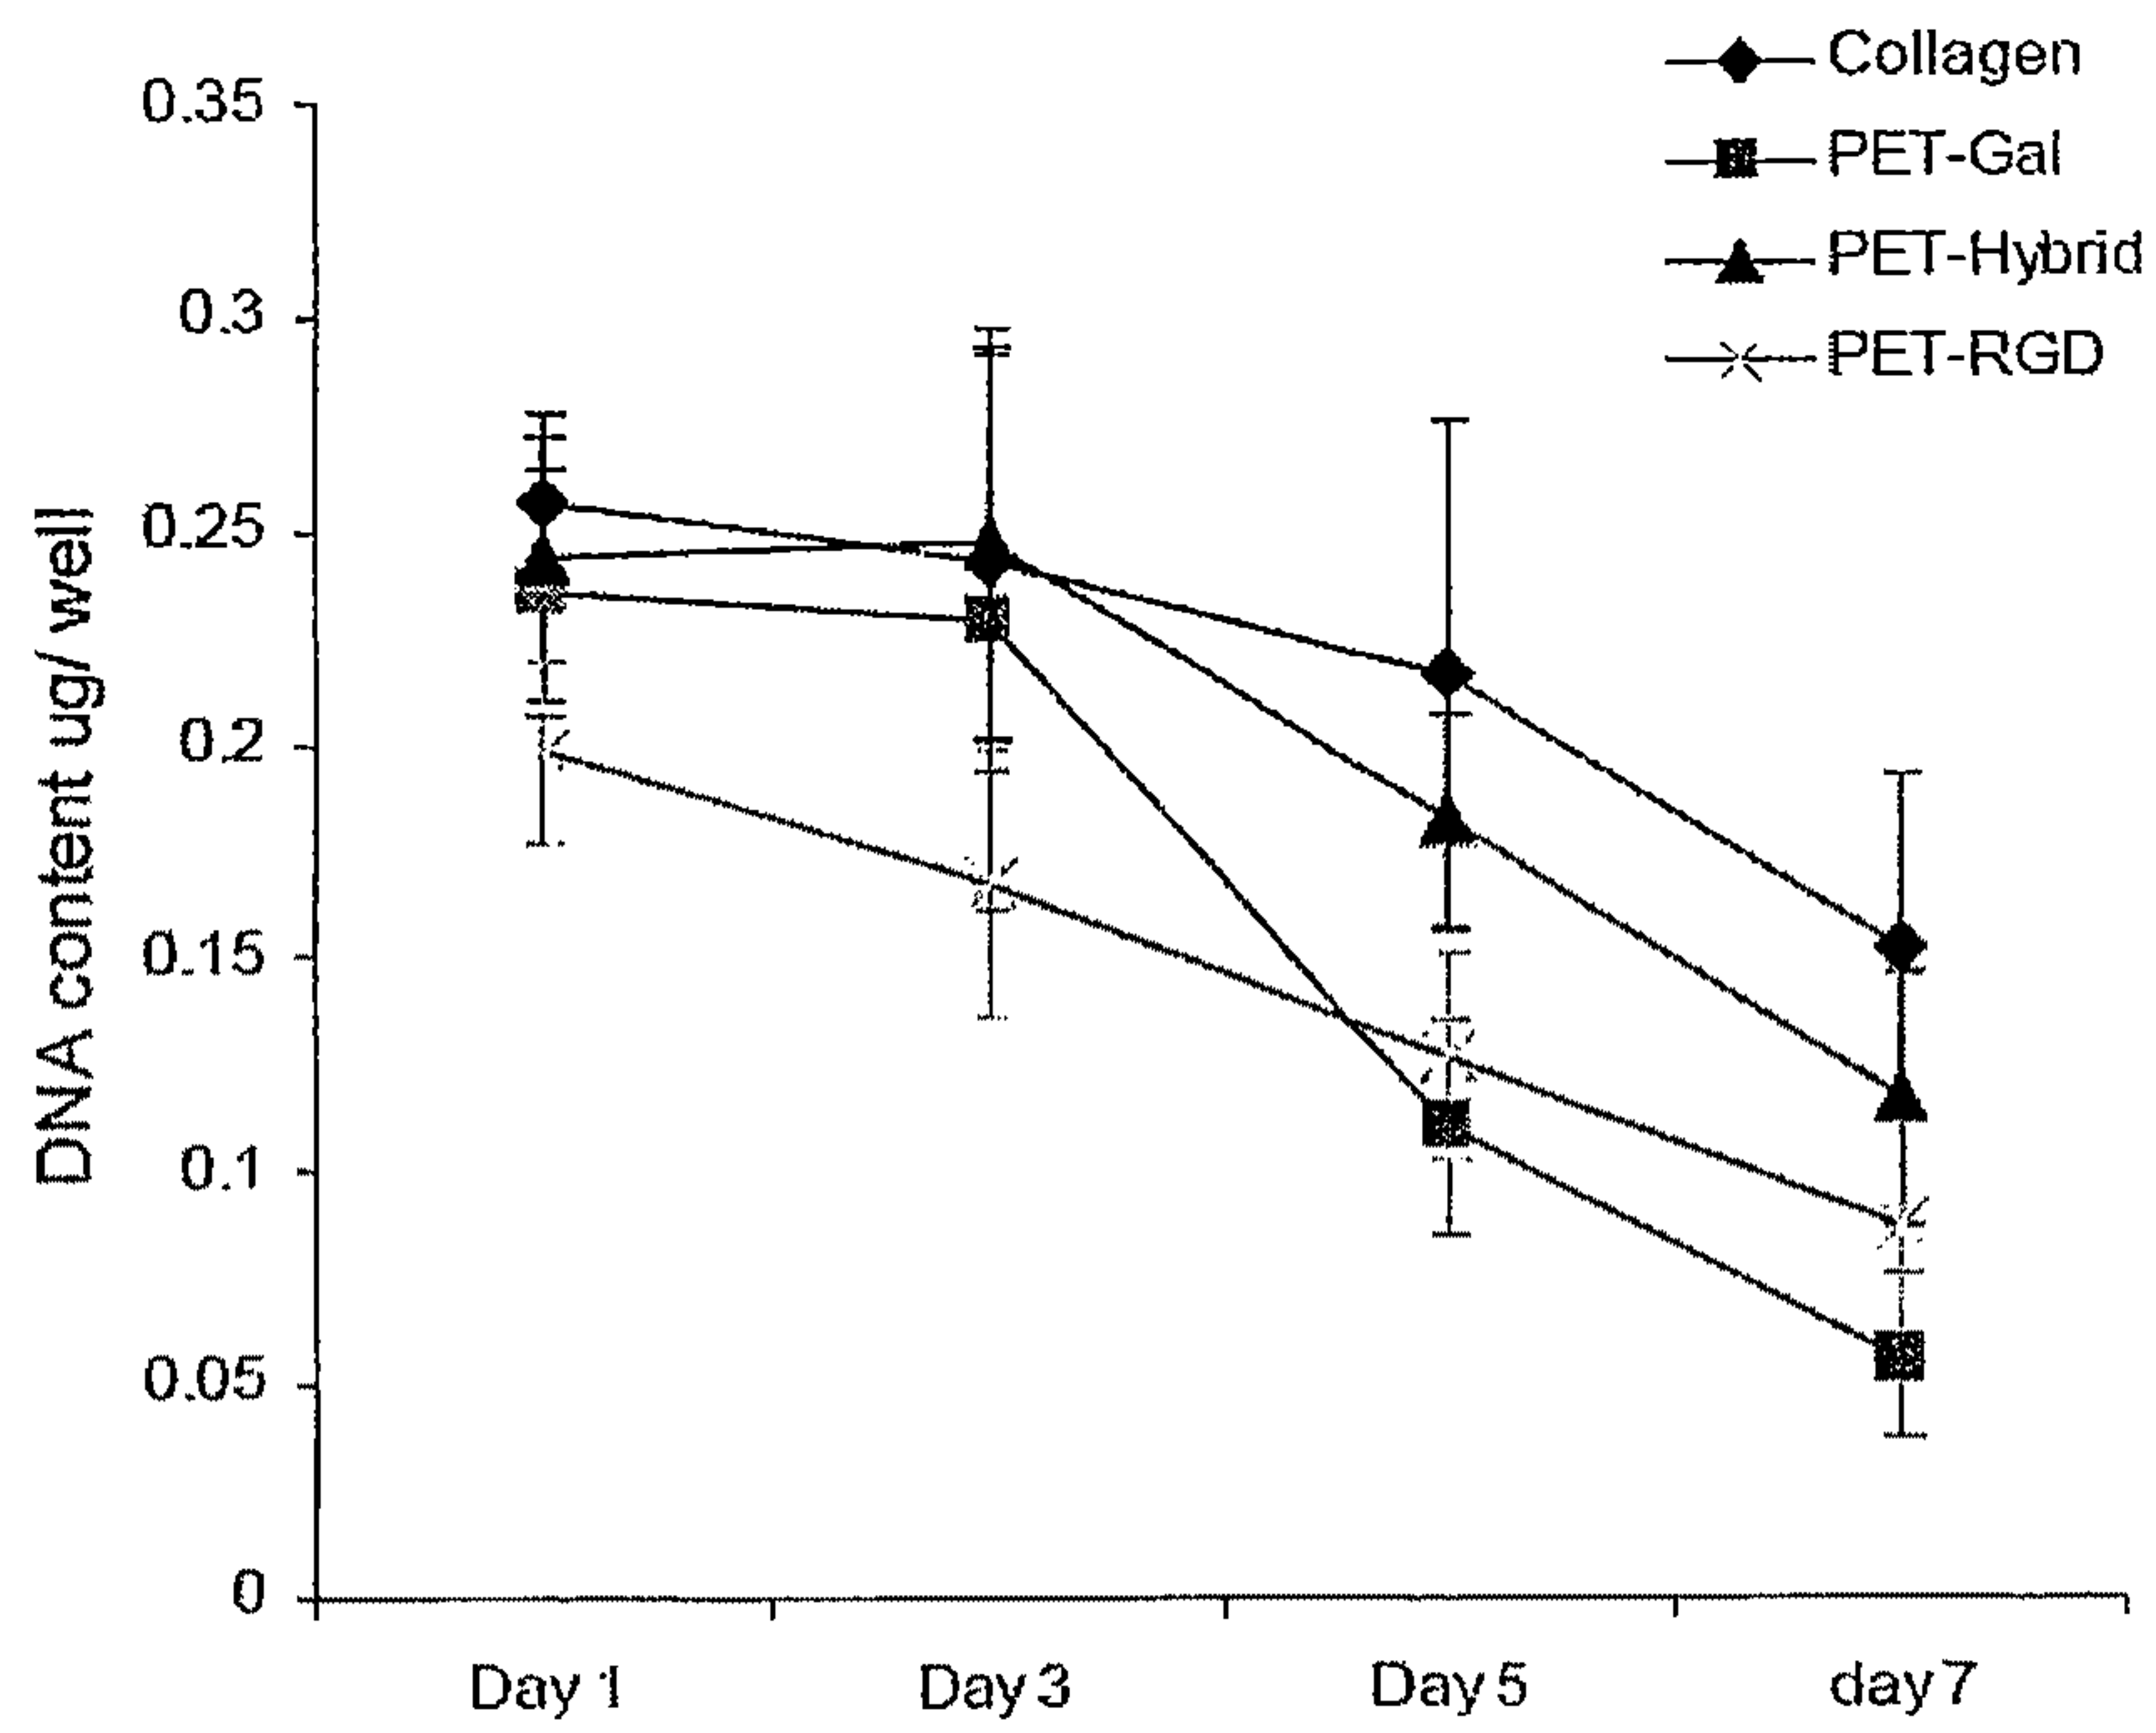 Collagen
PET-Gal
PET-Hybrid
PET-RGD
0.35
0.3
0.25
0.2
0.15
0.1
0.05
0
DNA content ug/ well
Day 1
Day 3
Day 5
day 7